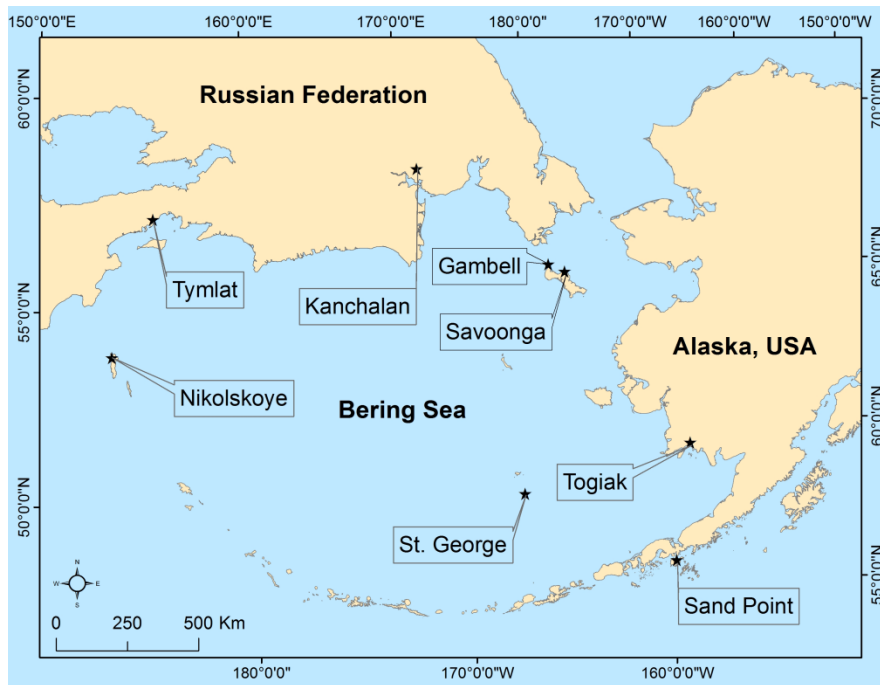 150°0'0"E 160°0'0"E 170°0'0"E 180°0'0" 170°0'0"W 160°0'0"W 150°0'0"W
60°0'0"N
55°0'0"N
50°0'0"N
70°0'0"N
65°0'0"N
60°0'0"N
55°0'0"N
Russian Federation
Gambell
Tymlat
Kanchalan
Savoonga
Alaska, USA
Nikolskoye
Bering Sea
Togiak
St. George
Sand Point
N
W E
S
0 250 500 Km
180°0'0" 170°0'0"W 160°0'0"W